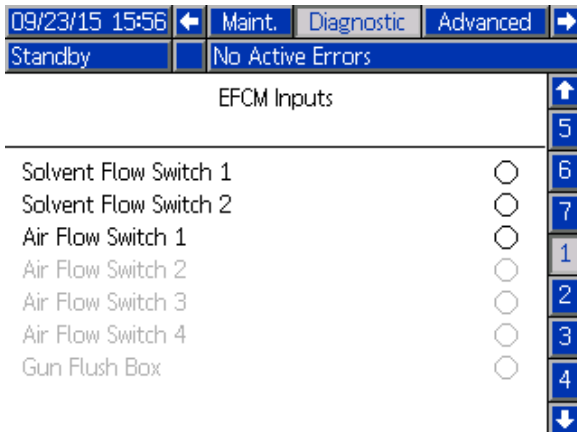 09/23/15 15:56 Maint. Diagnostic Advanced
Standby No Active Errors
EFCM Inputs
5
Solvent Flow Switch 1 6
Solvent Flow Switch 2 7
Air Flow Switch 1 1
Air Flow Switch 2
Air Flow Switch 3 2
Air Flow Switch 4 3
Gun Flush Box 4